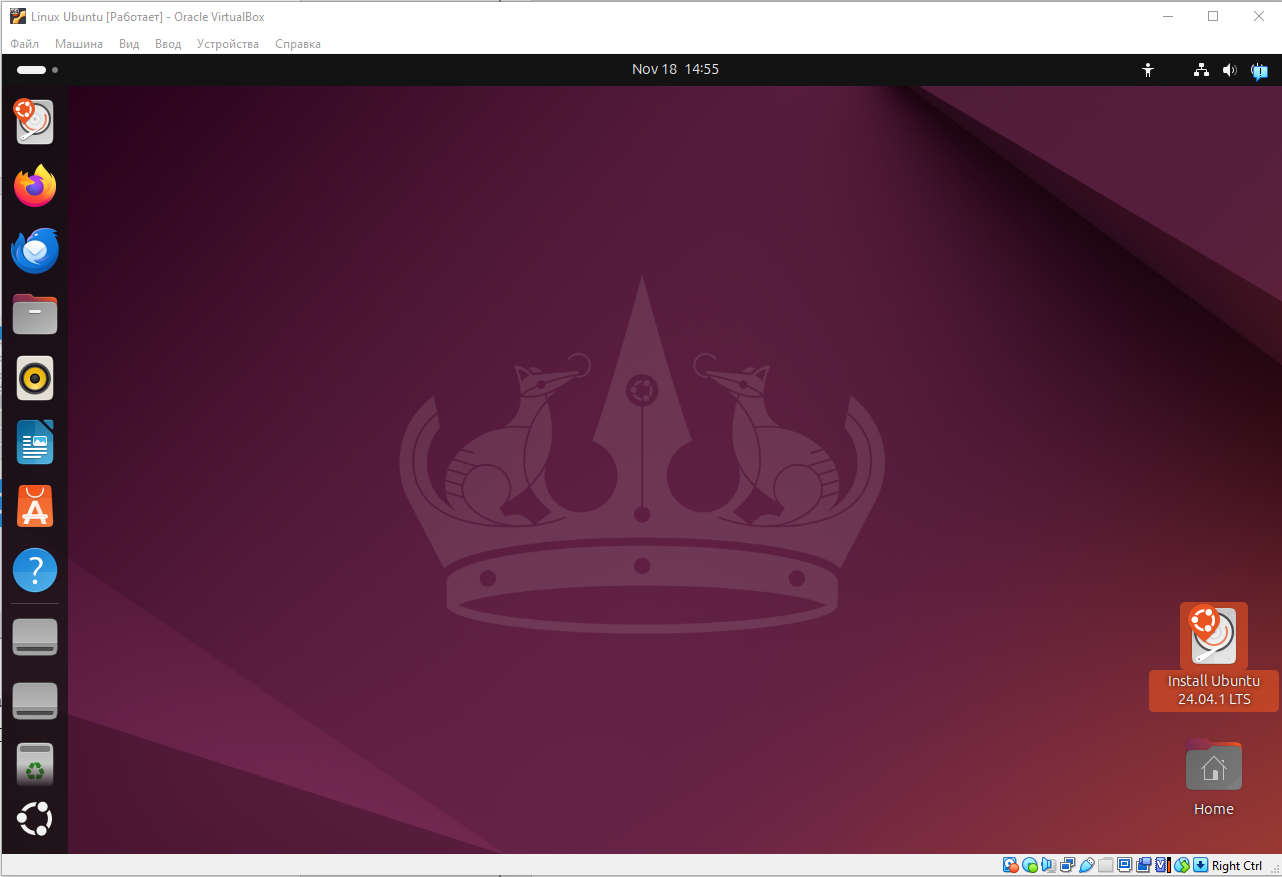 Linux Ubuntu [Работает] - Oracle VirtualBox
Файл Машина Вид Ввод Устройства Справка
Nov 18 14:55
Install Ubuntu
24.04.1 LTS
Home
Right Ctrl